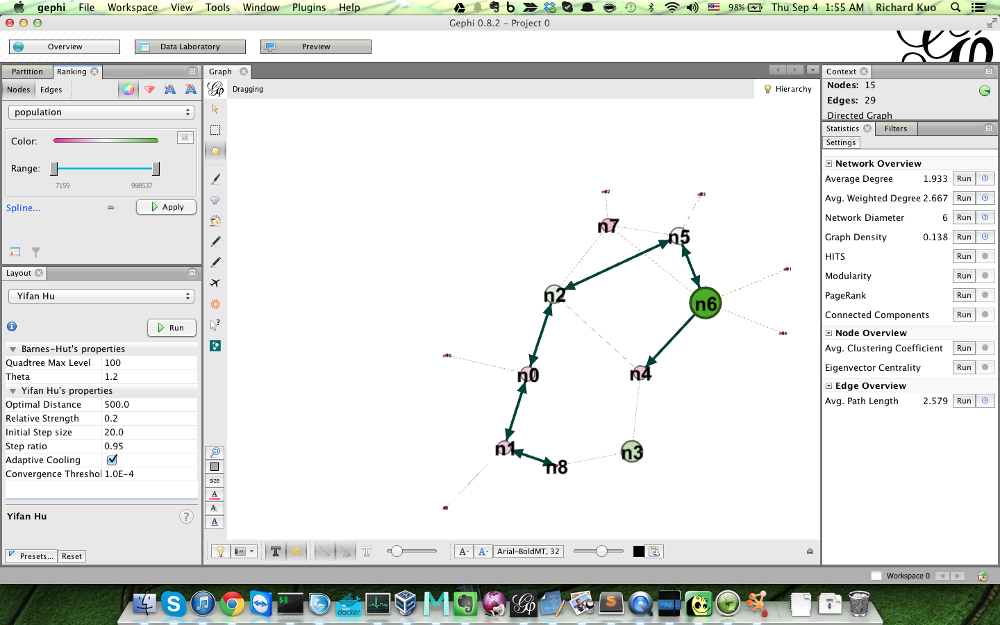 gephi File Workspace View Tools Window Plugins Help 98% Thu Sep 4 1:55 AM Richard Kuo
Gephi 0.8.2 - Project 0
Overview Data Laboratory Preview
Partition Ranking
Nodes Edges
population
Color:
Range:
7159 998537
Spline... Apply
Layout
Yifan Hu
Run
Barnes-Hut's properties
Quadtree Max Level 100
Theta 1.2
Yifan Hu's properties
Optimal Distance 500.0
Relative Strength 0.2
Initial Step size 20.0
Step ratio 0.95
Adaptive Cooling
Convergence Threshol 1.0E-4
Yifan Hu
Presets... Reset
Graph
Dragging Hierarchy
n7
n5
n2
n6
n0
n4
n1
n3
n8
size
Arial-BoldMT, 32
Context
Nodes: 15
Edges: 29
Directed Graph
Statistics Filters
Settings
Network Overview
Average Degree 1.933 Run
Avg. Weighted Degree 2.667 Run
Network Diameter 6 Run
Graph Density 0.138 Run
HITS Run
Modularity Run
PageRank Run
Connected Components Run
Node Overview
Avg. Clustering Coefficient Run
Eigenvector Centrality Run
Edge Overview
Avg. Path Length 2.579 Run
Workspace 0
docker